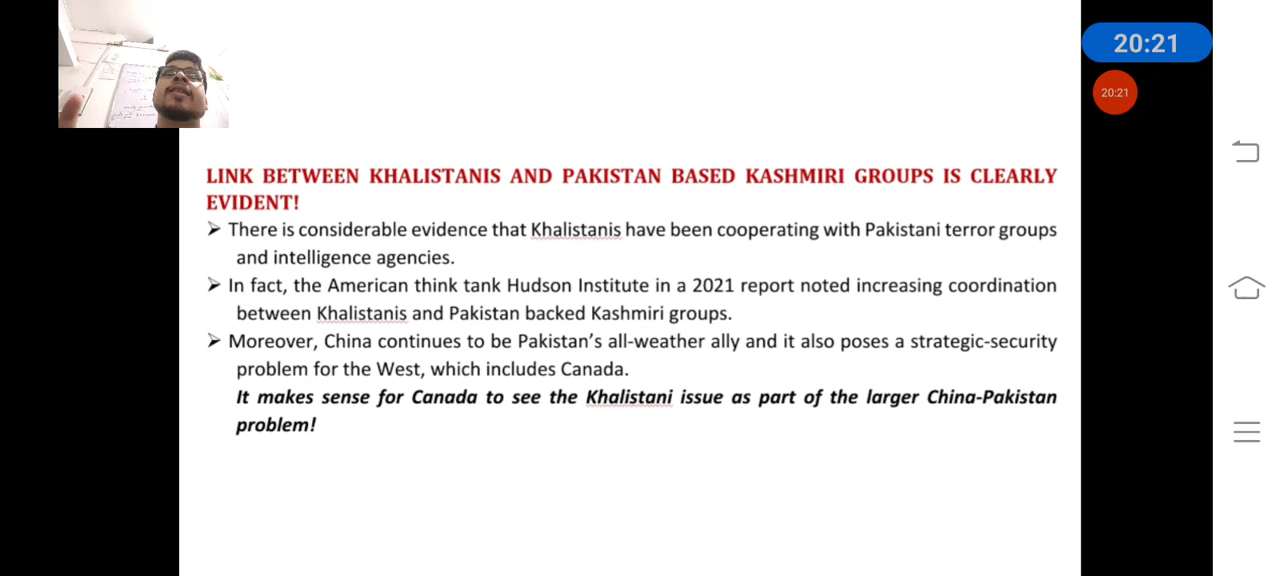 20:21
20:21
LINK BETWEEN KHALISTANIS AND PAKISTAN BASED KASHMIRI GROUPS IS CLEARLY
EVIDENT!
➢ There is considerable evidence that Khalistanis have been cooperating with Pakistani terror groups
and intelligence agencies.
➢ In fact, the American think tank Hudson Institute in a 2021 report noted increasing coordination
between Khalistanis and Pakistan backed Kashmiri groups.
➢ Moreover, China continues to be Pakistan's all-weather ally and it also poses a strategic-security
problem for the West, which includes Canada.
It makes sense for Canada to see the Khalistani issue as part of the larger China-Pakistan
problem!